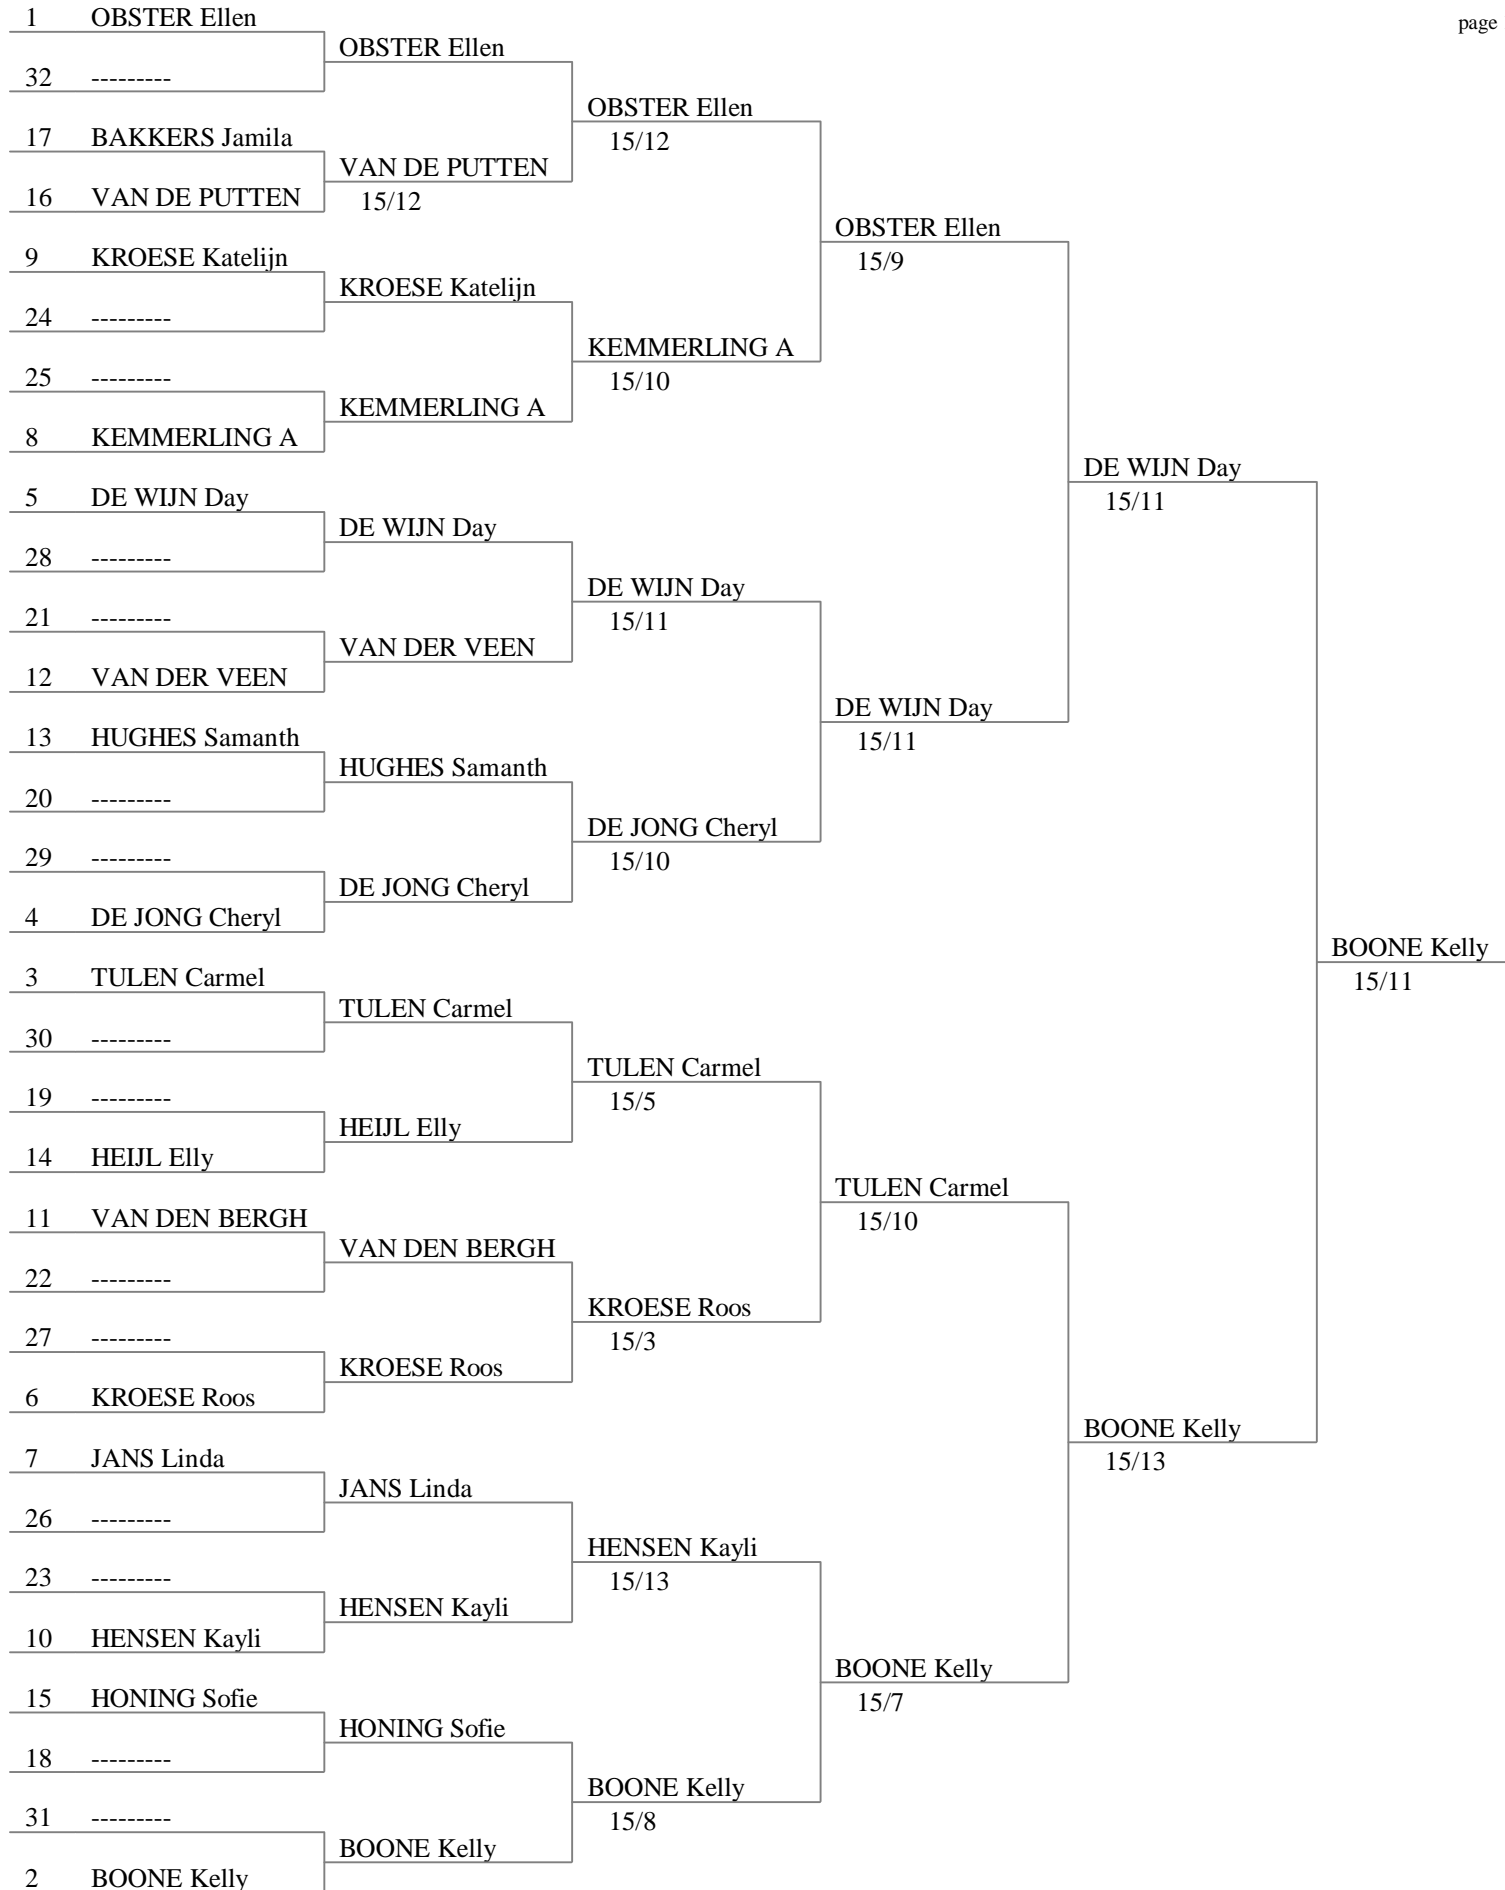 page
1 OBSTER Ellen
OBSTER Ellen
32 ---------
OBSTER Ellen
15/12
17 BAKKERS Jamila
VAN DE PUTTEN
15/12
16 VAN DE PUTTEN
OBSTER Ellen
15/9
9 KROESE Katelijn
KROESE Katelijn
24 ---------
KEMMERLING A
15/10
25 ---------
KEMMERLING A
8 KEMMERLING A
DE WIJN Day
15/11
5 DE WIJN Day
DE WIJN Day
28 ---------
DE WIJN Day
15/11
21 ---------
VAN DER VEEN
12 VAN DER VEEN
DE WIJN Day
15/11
13 HUGHES Samanth
HUGHES Samanth
20 ---------
DE JONG Cheryl
15/10
29 ---------
DE JONG Cheryl
4 DE JONG Cheryl
BOONE Kelly
15/11
3 TULEN Carmel
TULEN Carmel
30 ---------
TULEN Carmel
15/5
19 ---------
HEIJL Elly
14 HEIJL Elly
TULEN Carmel
15/10
11 VAN DEN BERGH
VAN DEN BERGH
22 ---------
KROESE Roos
15/3
27 ---------
KROESE Roos
6 KROESE Roos
BOONE Kelly
15/13
7 JANS Linda
JANS Linda
26 ---------
HENSEN Kayli
15/13
23 ---------
HENSEN Kayli
10 HENSEN Kayli
BOONE Kelly
15/7
15 HONING Sofie
HONING Sofie
18 ---------
BOONE Kelly
15/8
31 ---------
BOONE Kelly
2 BOONE Kelly